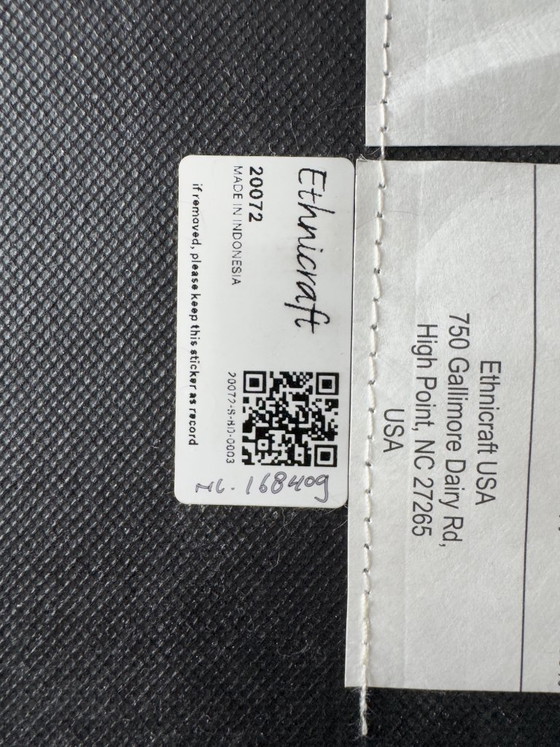 Ethnicraft
20072
MADE IN INDONESIA
if removed, please keep this sticker as record
20072-S-HO-0003
NL. 168409
Ethnicraft USA
750 Gallimore Dairy Rd,
High Point, NC 27265
USA